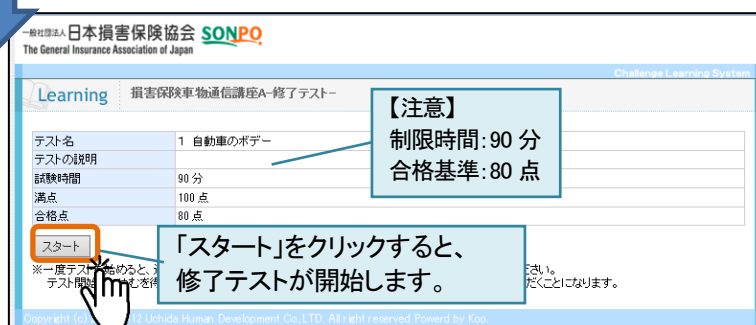 一般社団法人日本損害保険協会 SONPO
The General Insurance Association of Japan
Challenge Learning System
Learning 損害保険車物通信講座A-修了テスト-
【注意】
制限時間:90 分
合格基準:80 点
テスト名 1 自動車のボデー
テストの説明
試験時間 90 分
満点 100 点
合格点 80 点
スタート
「スタート」をクリックすると、
修了テストが開始します。
※一度テスト 始めると、 さい。
テスト開始 だくことになります。
Copyright (c) 12 Uchida Human Development Co.,LTD. All right reserved Powerd by Koo.